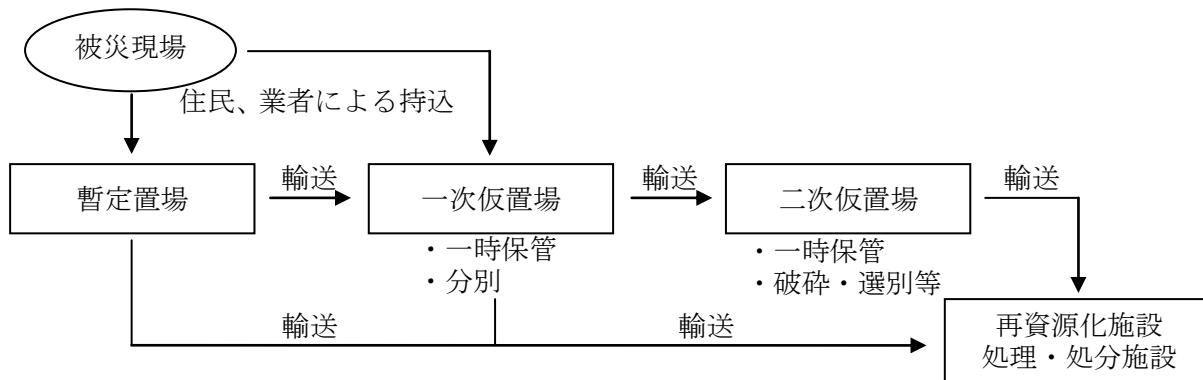 被災現場
住民、業者による持込
暫定置場
輸送
一次仮置場
輸送
二次仮置場
輸送
・一時保管
・分別
・一時保管
・破砕・選別等
輸送
輸送
再資源化施設
処理・処分施設